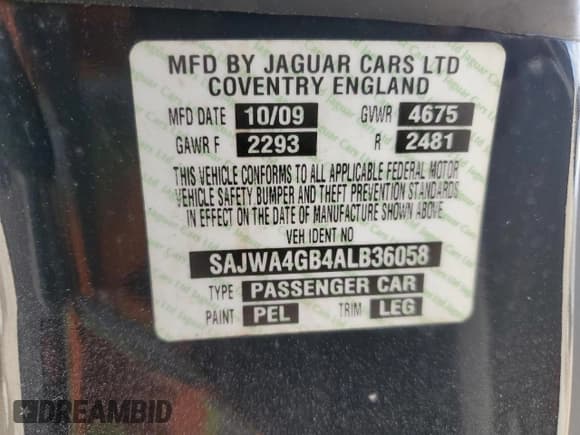 MFD BY JAGUAR CARS LTD
COVENTRY ENGLAND
MFD DATE 10/09 GVWR 4675
GAWR F 2293 R 2481
THIS VEHICLE CONFORMS TO ALL APPLICABLE FEDERAL MOTOR
VEHICLE SAFETY BUMPER AND THEFT PREVENTION STANDARDS
IN EFFECT ON THE DATE OF MANUFACTURE SHOWN ABOVE
VEH IDENT NO
SAJWA4GB4ALB36058
TYPE PASSENGER CAR
PAINT PEL TRIM LEG
DREAMBID